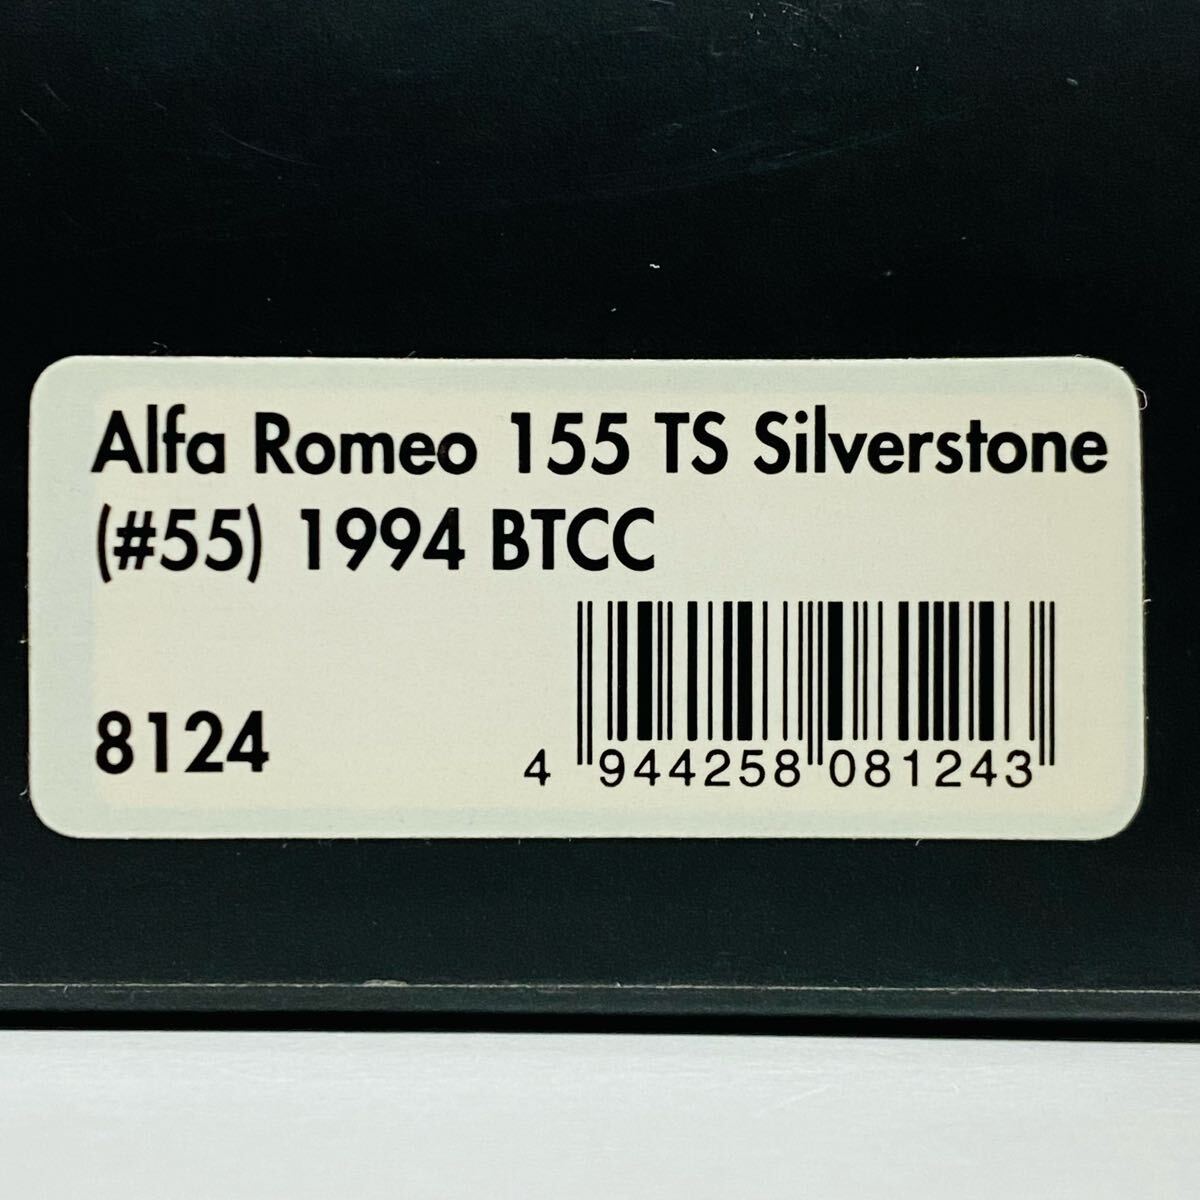 Alfa Romeo 155 TS Silverstone
(#55) 1994 BTCC
8124
4 944258 081243